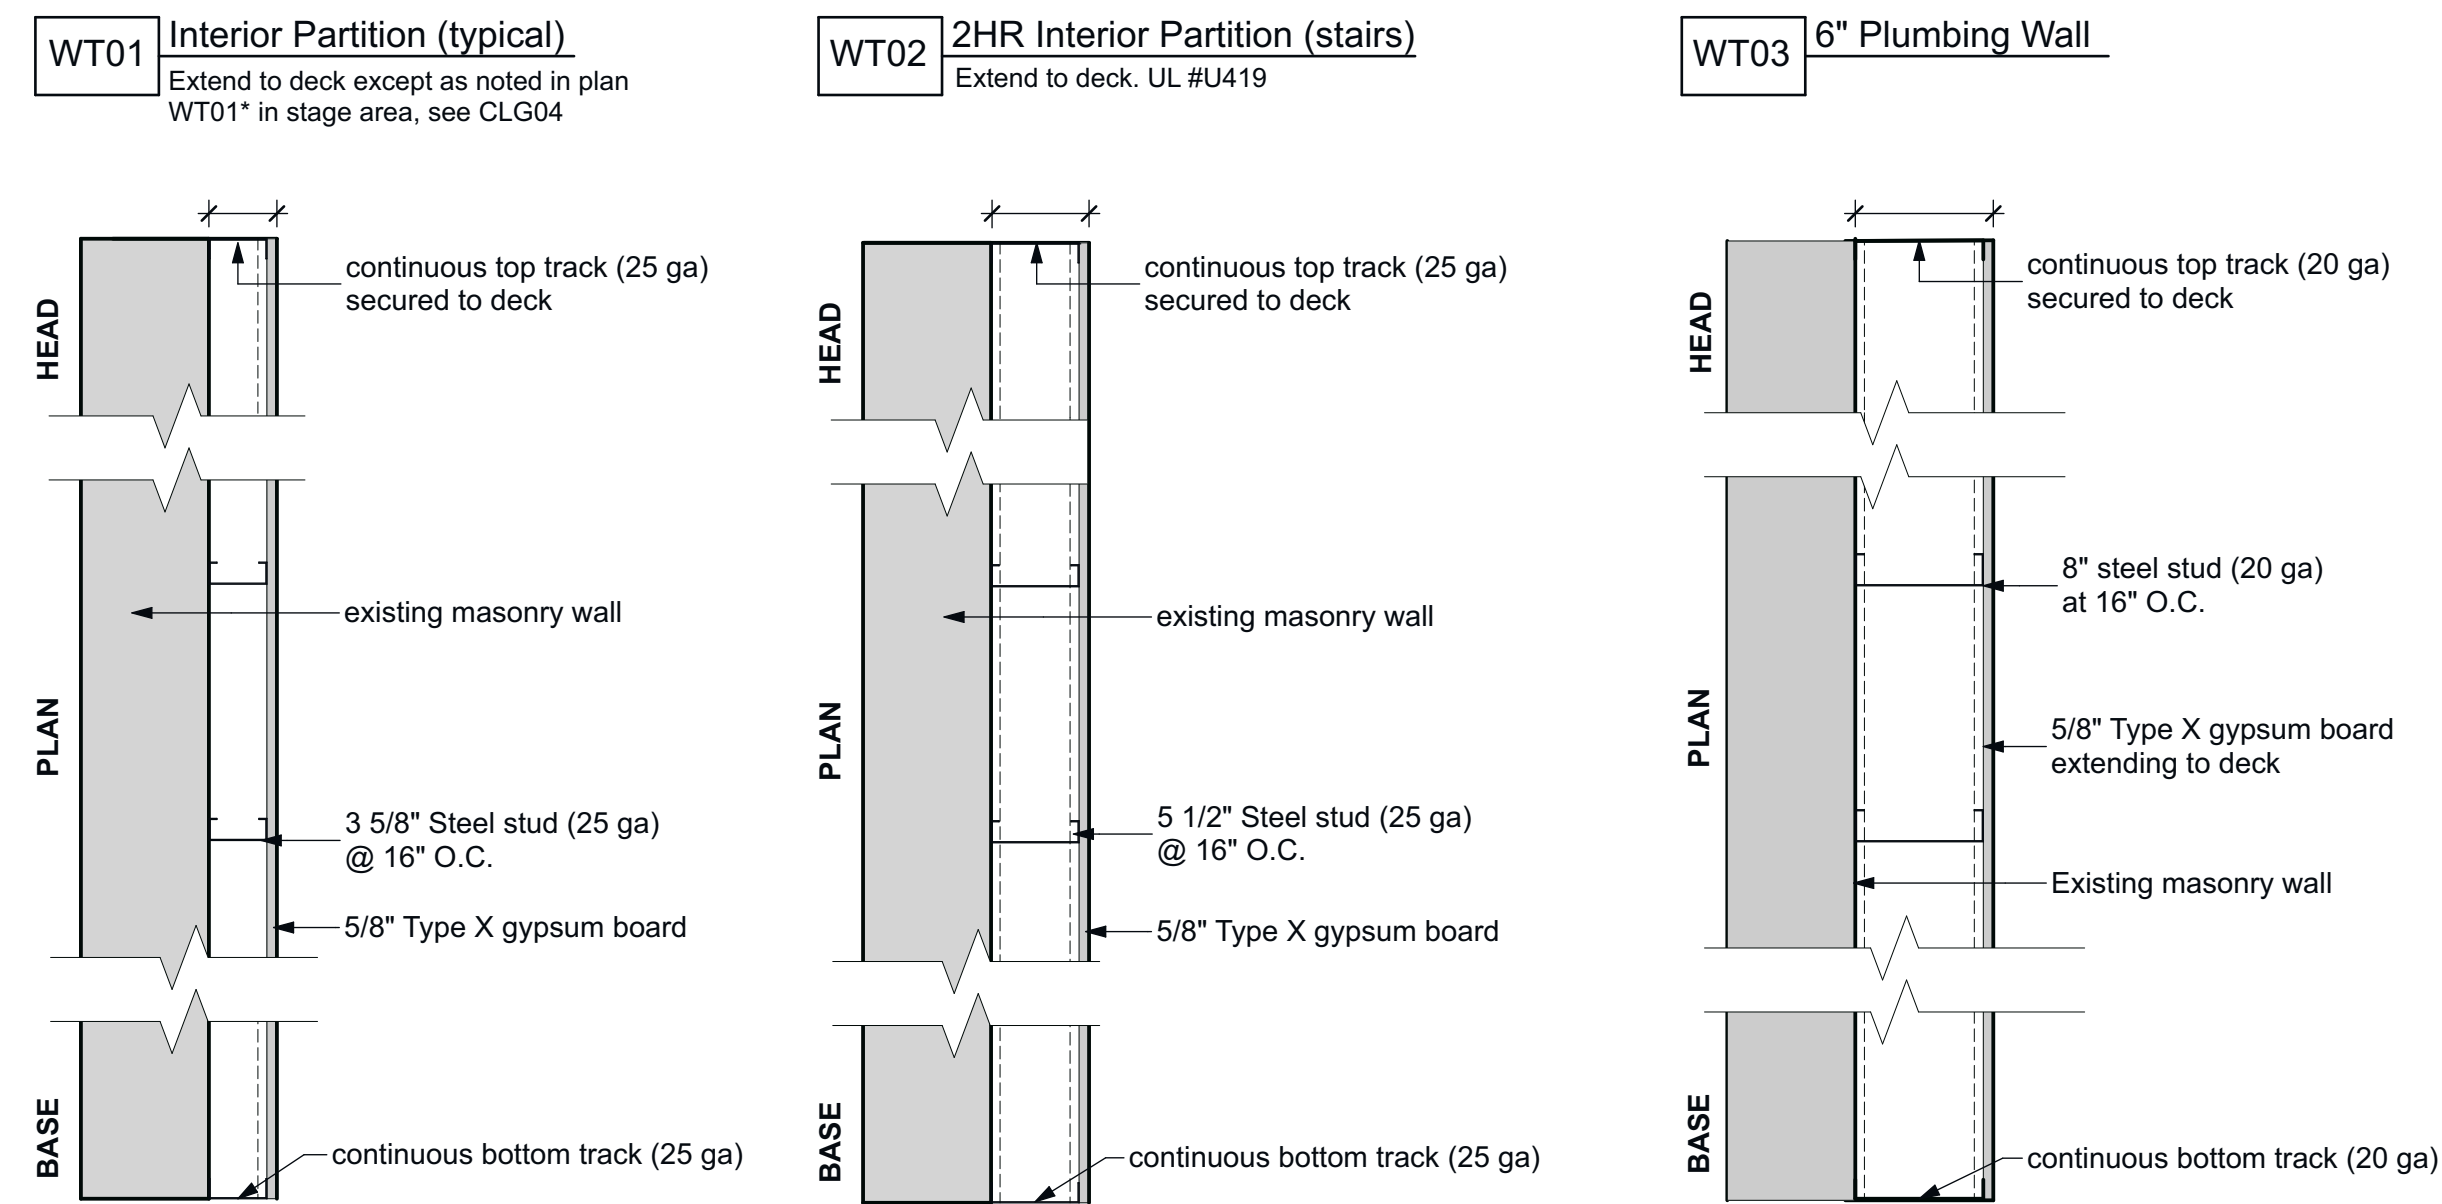 WT01
Interior Partition (typical)
Extend to deck except as noted in plan
WT01* in stage area, see CLG04
HEAD
continuous top track (25 ga)
secured to deck
PLAN
existing masonry wall
3 5/8" Steel stud (25 ga)
@ 16" O.C.
5/8" Type X gypsum board
BASE
continuous bottom track (25 ga)
WT02
2HR Interior Partition (stairs)
Extend to deck. UL #U419
HEAD
continuous top track (25 ga)
secured to deck
PLAN
existing masonry wall
5 1/2" Steel stud (25 ga)
@ 16" O.C.
5/8" Type X gypsum board
BASE
continuous bottom track (25 ga)
WT03
6" Plumbing Wall
HEAD
continuous top track (20 ga)
secured to deck
PLAN
8" steel stud (20 ga)
at 16" O.C.
5/8" Type X gypsum board
extending to deck
Existing masonry wall
BASE
continuous bottom track (20 ga)